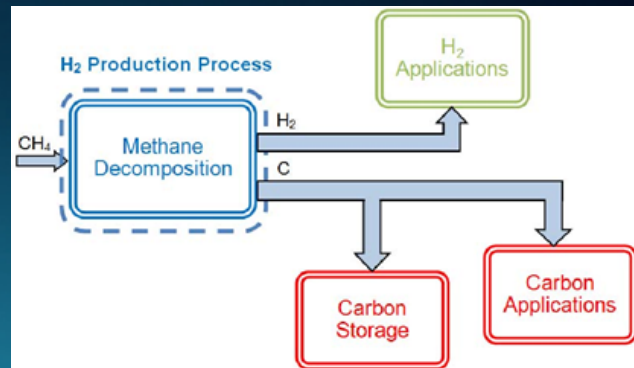 H₂ Production Process
H₂
Applications
CH₄
Methane
Decomposition
H₂
C
Carbon
Storage
Carbon
Applications